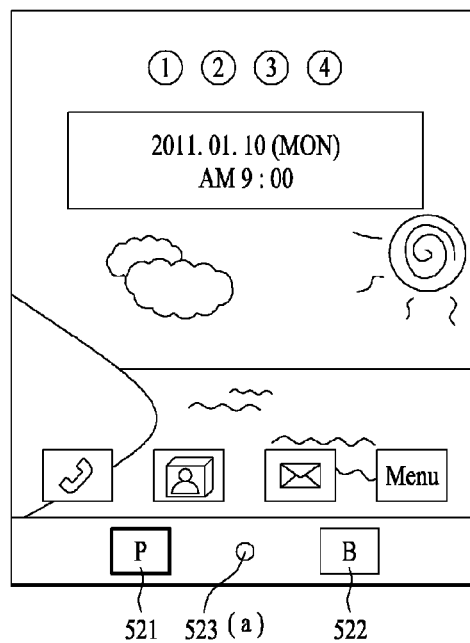 ① ② ③ ④
2011. 01. 10 (MON)
AM 9 : 00
Menu
P B
521 523 (a) 522